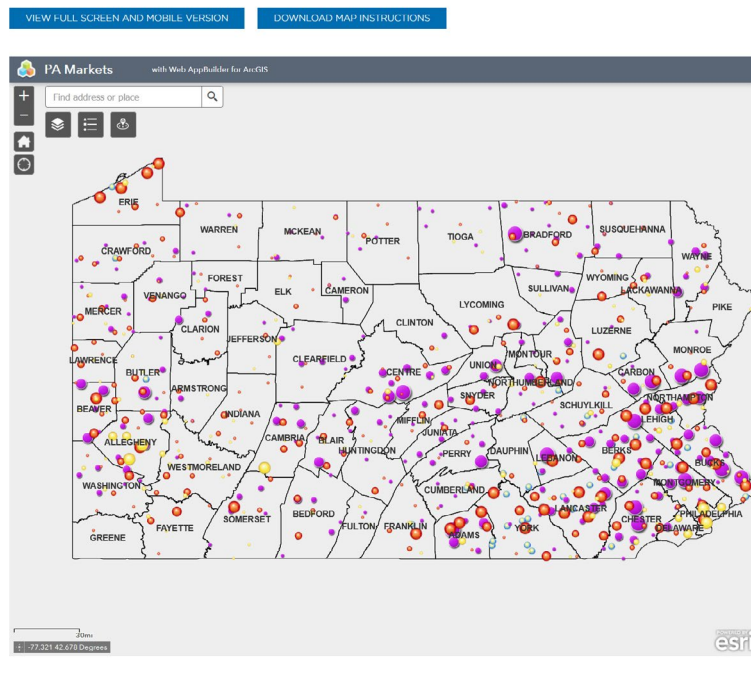 VIEW FULL SCREEN AND MOBILE VERSION
DOWNLOAD MAP INSTRUCTIONS
PA Markets
with Web AppBuilder for ArcGIS
+
Find address or place
−
ERIE
WARREN
MCKEAN
POTTER
TIOGA
BRADFORD
SUSQUEHANNA
CRAWFORD
WAYNE
FOREST
ELK
CAMERON
SULLIVAN
WYOMING
LACKAWANNA
VENANGO
LYCOMING
PIKE
MERCER
CLARION
CLINTON
LUZERNE
JEFFERSON
LAWRENCE
CLEARFIELD
MONTOUR
MONROE
BUTLER
CENTRE
UNION
CARBON
ARMSTRONG
NORTHUMBERLAND
SNYDER
NORTHAMPTON
BEAVER
INDIANA
SCHUYLKILL
MIFFLIN
LEHIGH
ALLEGHENY
CAMBRIA
BLAIR
JUNIATA
HUNTINGDON
PERRY
DAUPHIN
LEBANON
BERKS
BUCKS
WESTMORELAND
WASHINGTON
CUMBERLAND
MONTGOMERY
SOMERSET
BEDFORD
LANCASTER
PHILADELPHIA
FAYETTE
FULTON
FRANKLIN
YORK
CHESTER
DELAWARE
GREENE
ADAMS
30mi
-77.321 42.678 Degrees
esri